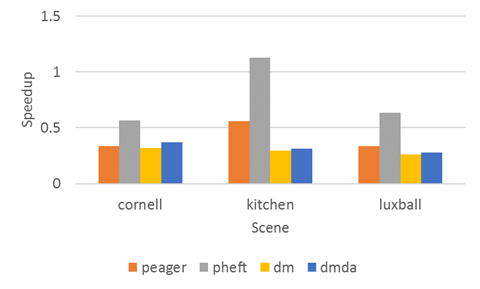 1.5
1
0.5
0
Speedup
cornell kitchen luxball
Scene
peager pheft dm dmda